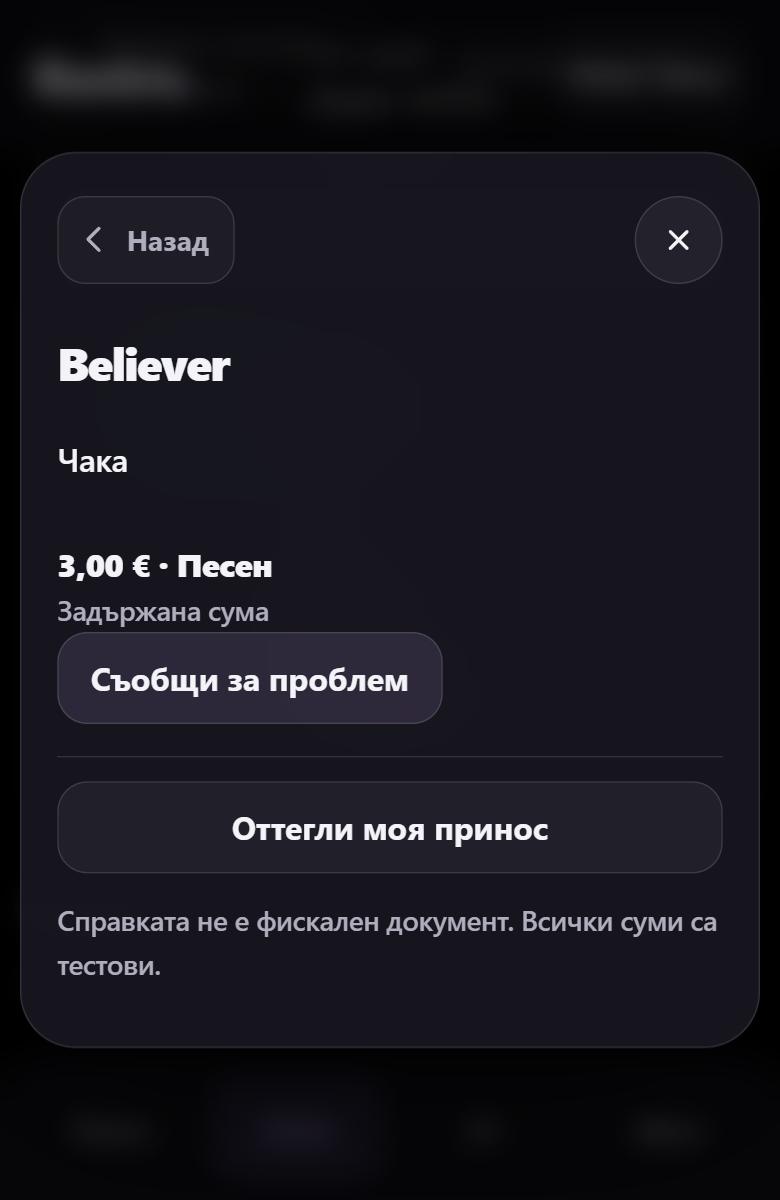 Назад
Believer
Чака
3,00 € · Песен
Задържана сума
Съобщи за проблем
Оттегли моя принос
Справката не е фискален документ. Всички суми са
тестови.